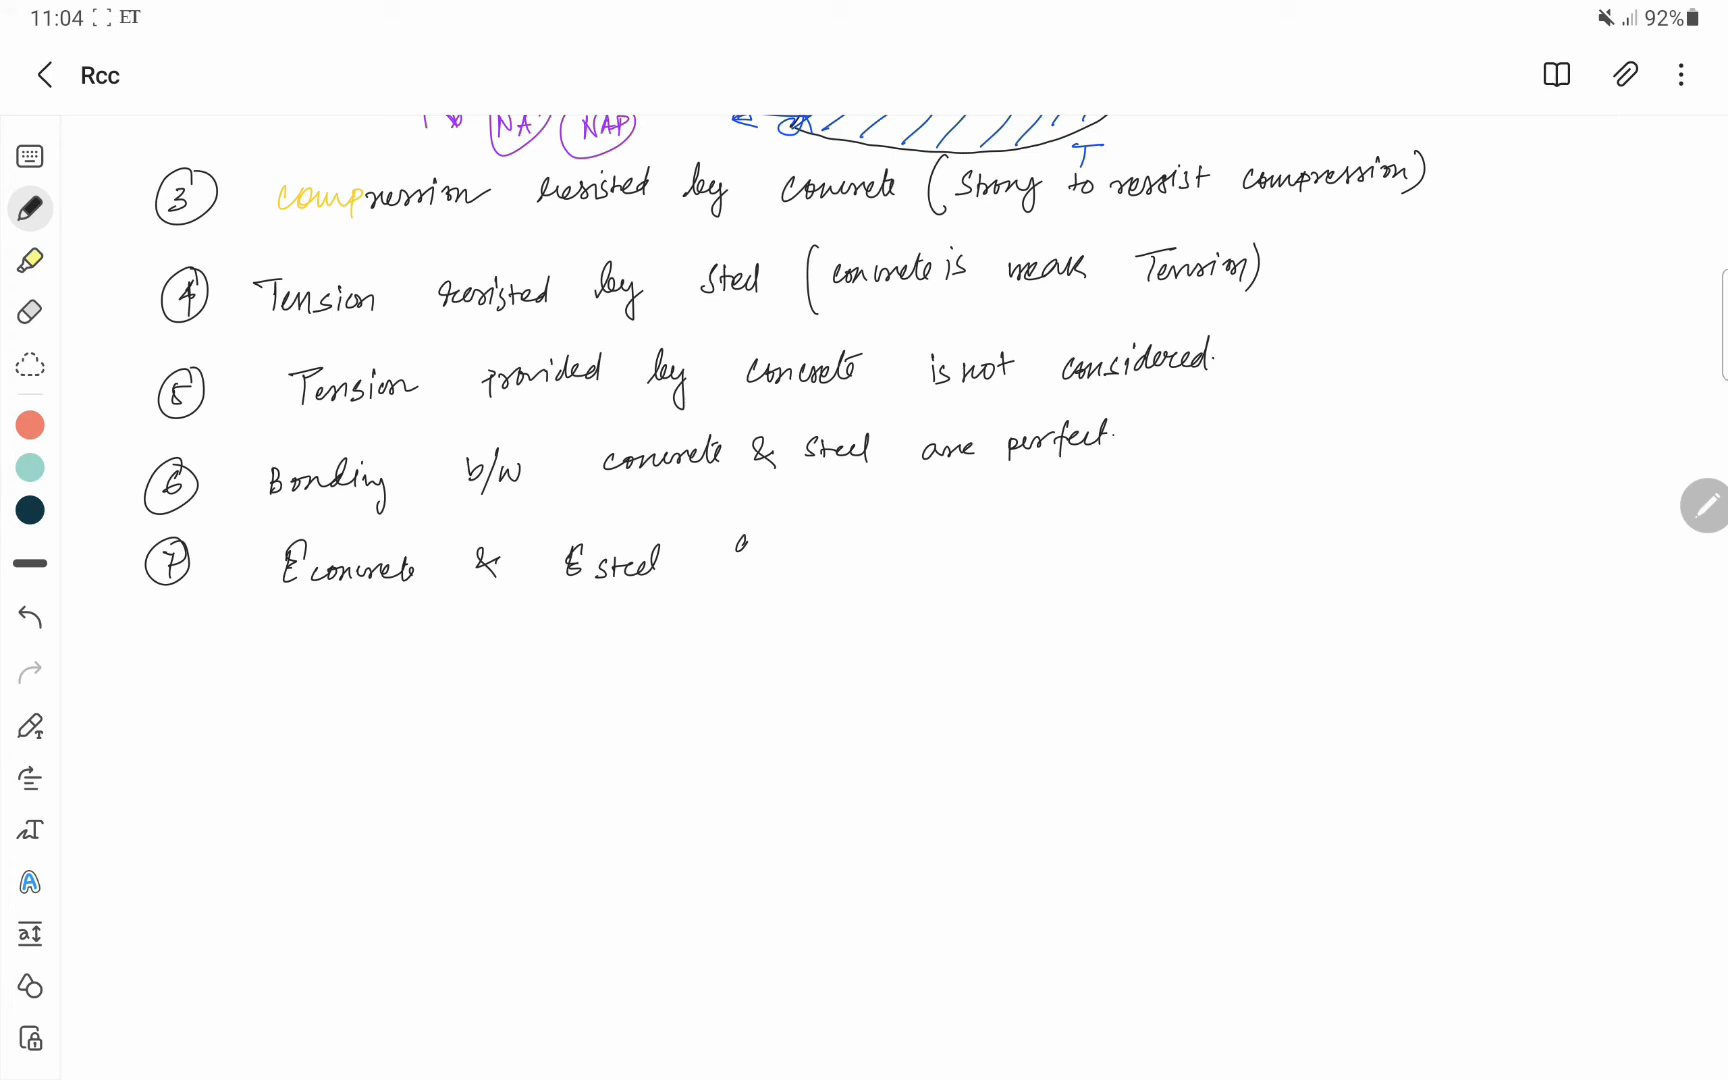 11:04 ET 92%
Rcc
NA NAP
T
3 compression resisted by concrete (strong to ressist compression)
4 Tension resisted by steel (concrete is weak Tension)
5 Tension provided by concrete is not considered.
6 Bonding b/w concrete & steel are perfect.
7 E concrete & E steel a